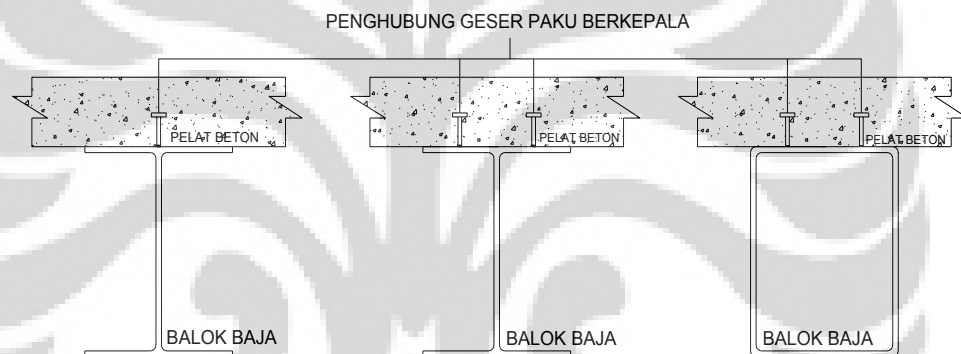 PENGHUBUNG GESER PAKU BERKEPALA
PELAT BETON
PELAT BETON
PELAT BETON
BALOK BAJA
BALOK BAJA
BALOK BAJA